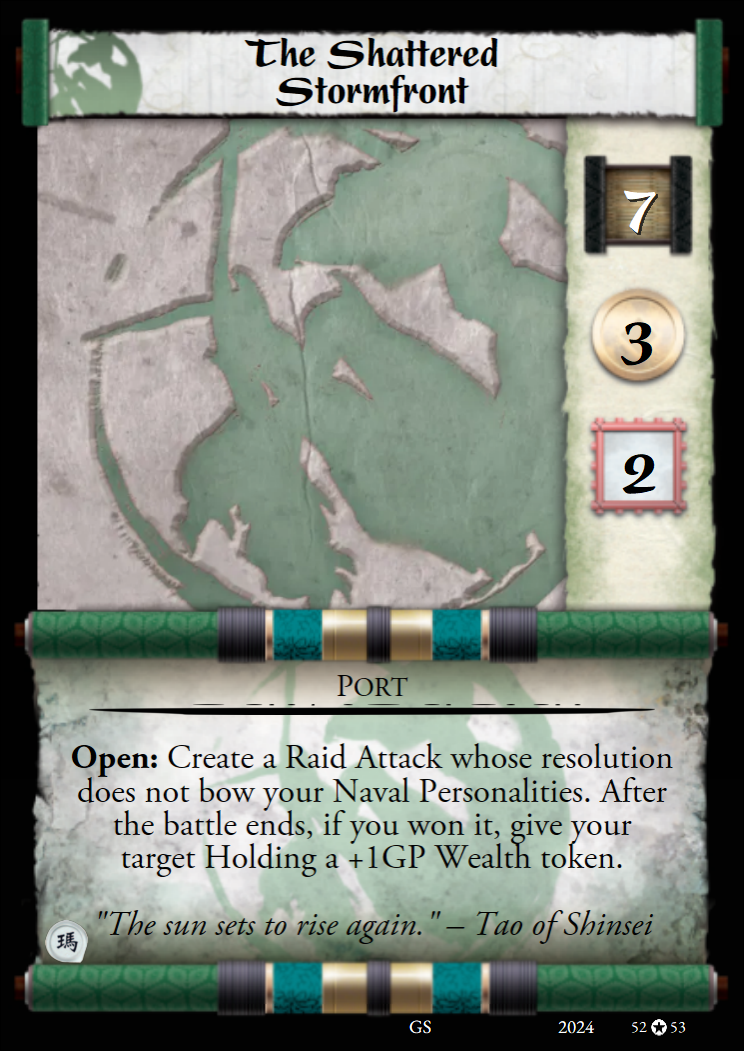 The Shattered
Stormfront
7
3
2
Port
Open: Create a Raid Attack whose resolution
does not bow your Naval Personalities. After
the battle ends, if you won it, give your
target Holding a +1GP Wealth token.
"The sun sets to rise again." – Tao of Shinsei
瑪
GS 2024 52 ✪ 53